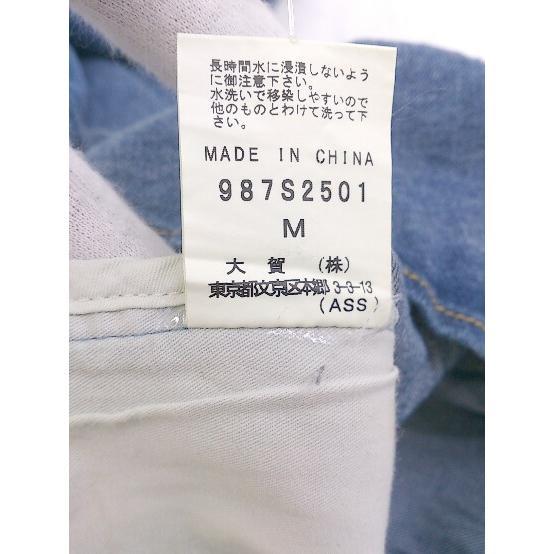 長時間水に浸漬しないよう
に御注意下さい。
水洗いで移染しやすいので
他のものとわけて洗って下
さい。
MADE IN CHINA
987S2501
M
大賀 (株)
東京都文京区本郷3-3-13
(ASS)